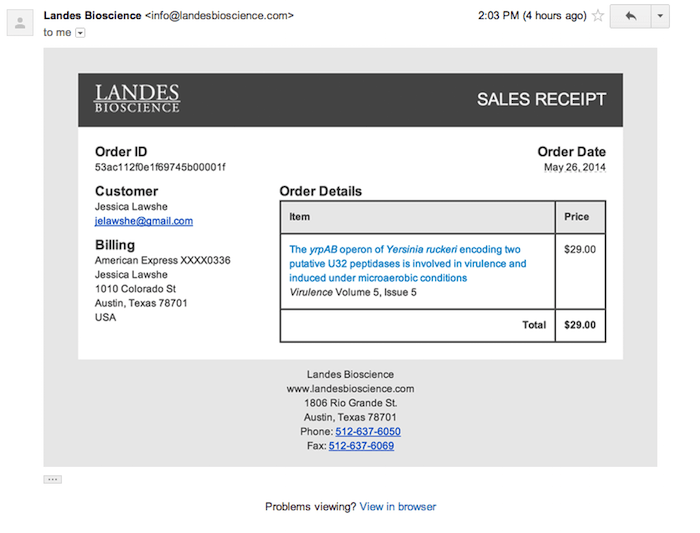 Landes Bioscience <info@landesbioscience.com>
2:03 PM (4 hours ago)
to me
LANDES
BIOSCIENCE
SALES RECEIPT
Order ID
53ac112f0e1f69745b00001f
Order Date
May 26, 2014
Customer
Jessica Lawshe
jelawshe@gmail.com
Billing
American Express XXXX0336
Jessica Lawshe
1010 Colorado St
Austin, Texas 78701
USA
Order Details
Item
Price
The yrpAB operon of Yersinia ruckeri encoding two
putative U32 peptidases is involved in virulence and
induced under microaerobic conditions
Virulence Volume 5, Issue 5
$29.00
Total
$29.00
Landes Bioscience
www.landesbioscience.com
1806 Rio Grande St.
Austin, Texas 78701
Phone: 512-637-6050
Fax: 512-637-6069
Problems viewing? View in browser